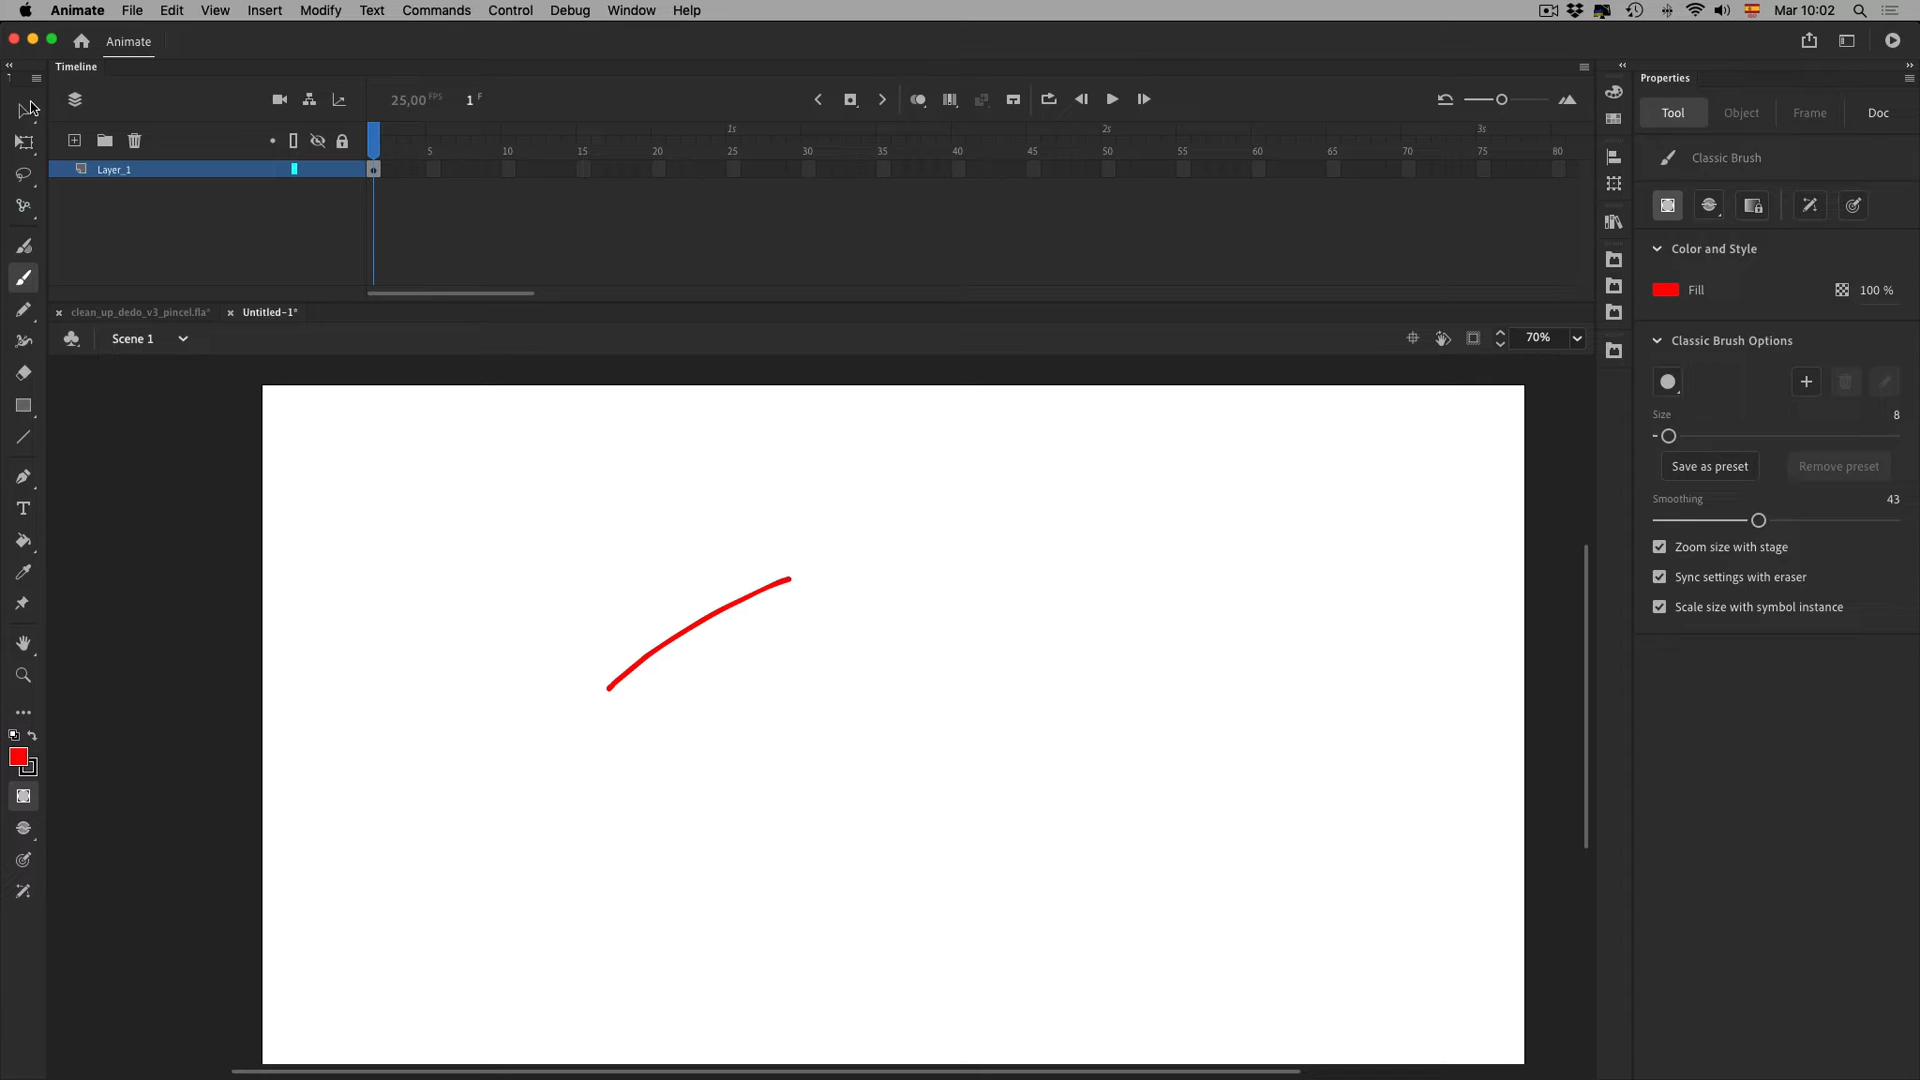 Animate File Edit View Insert Modify Text Commands Control Debug Window Help Mar 10:02
Animate
Timeline
Properties
25,00 FPS 1 F
Tool Object Frame Doc
1s 2s 3s
5 10 15 20 25 30 35 40 45 50 55 60 65 70 75 80
Layer_1
Classic Brush
Color and Style
Fill 100 %
clean_up_dedo_v3_pincel.fla* Untitled-1*
Scene 1 70%
Classic Brush Options
Size 8
Save as preset Remove preset
Smoothing 43
Zoom size with stage
Sync settings with eraser
Scale size with symbol instance